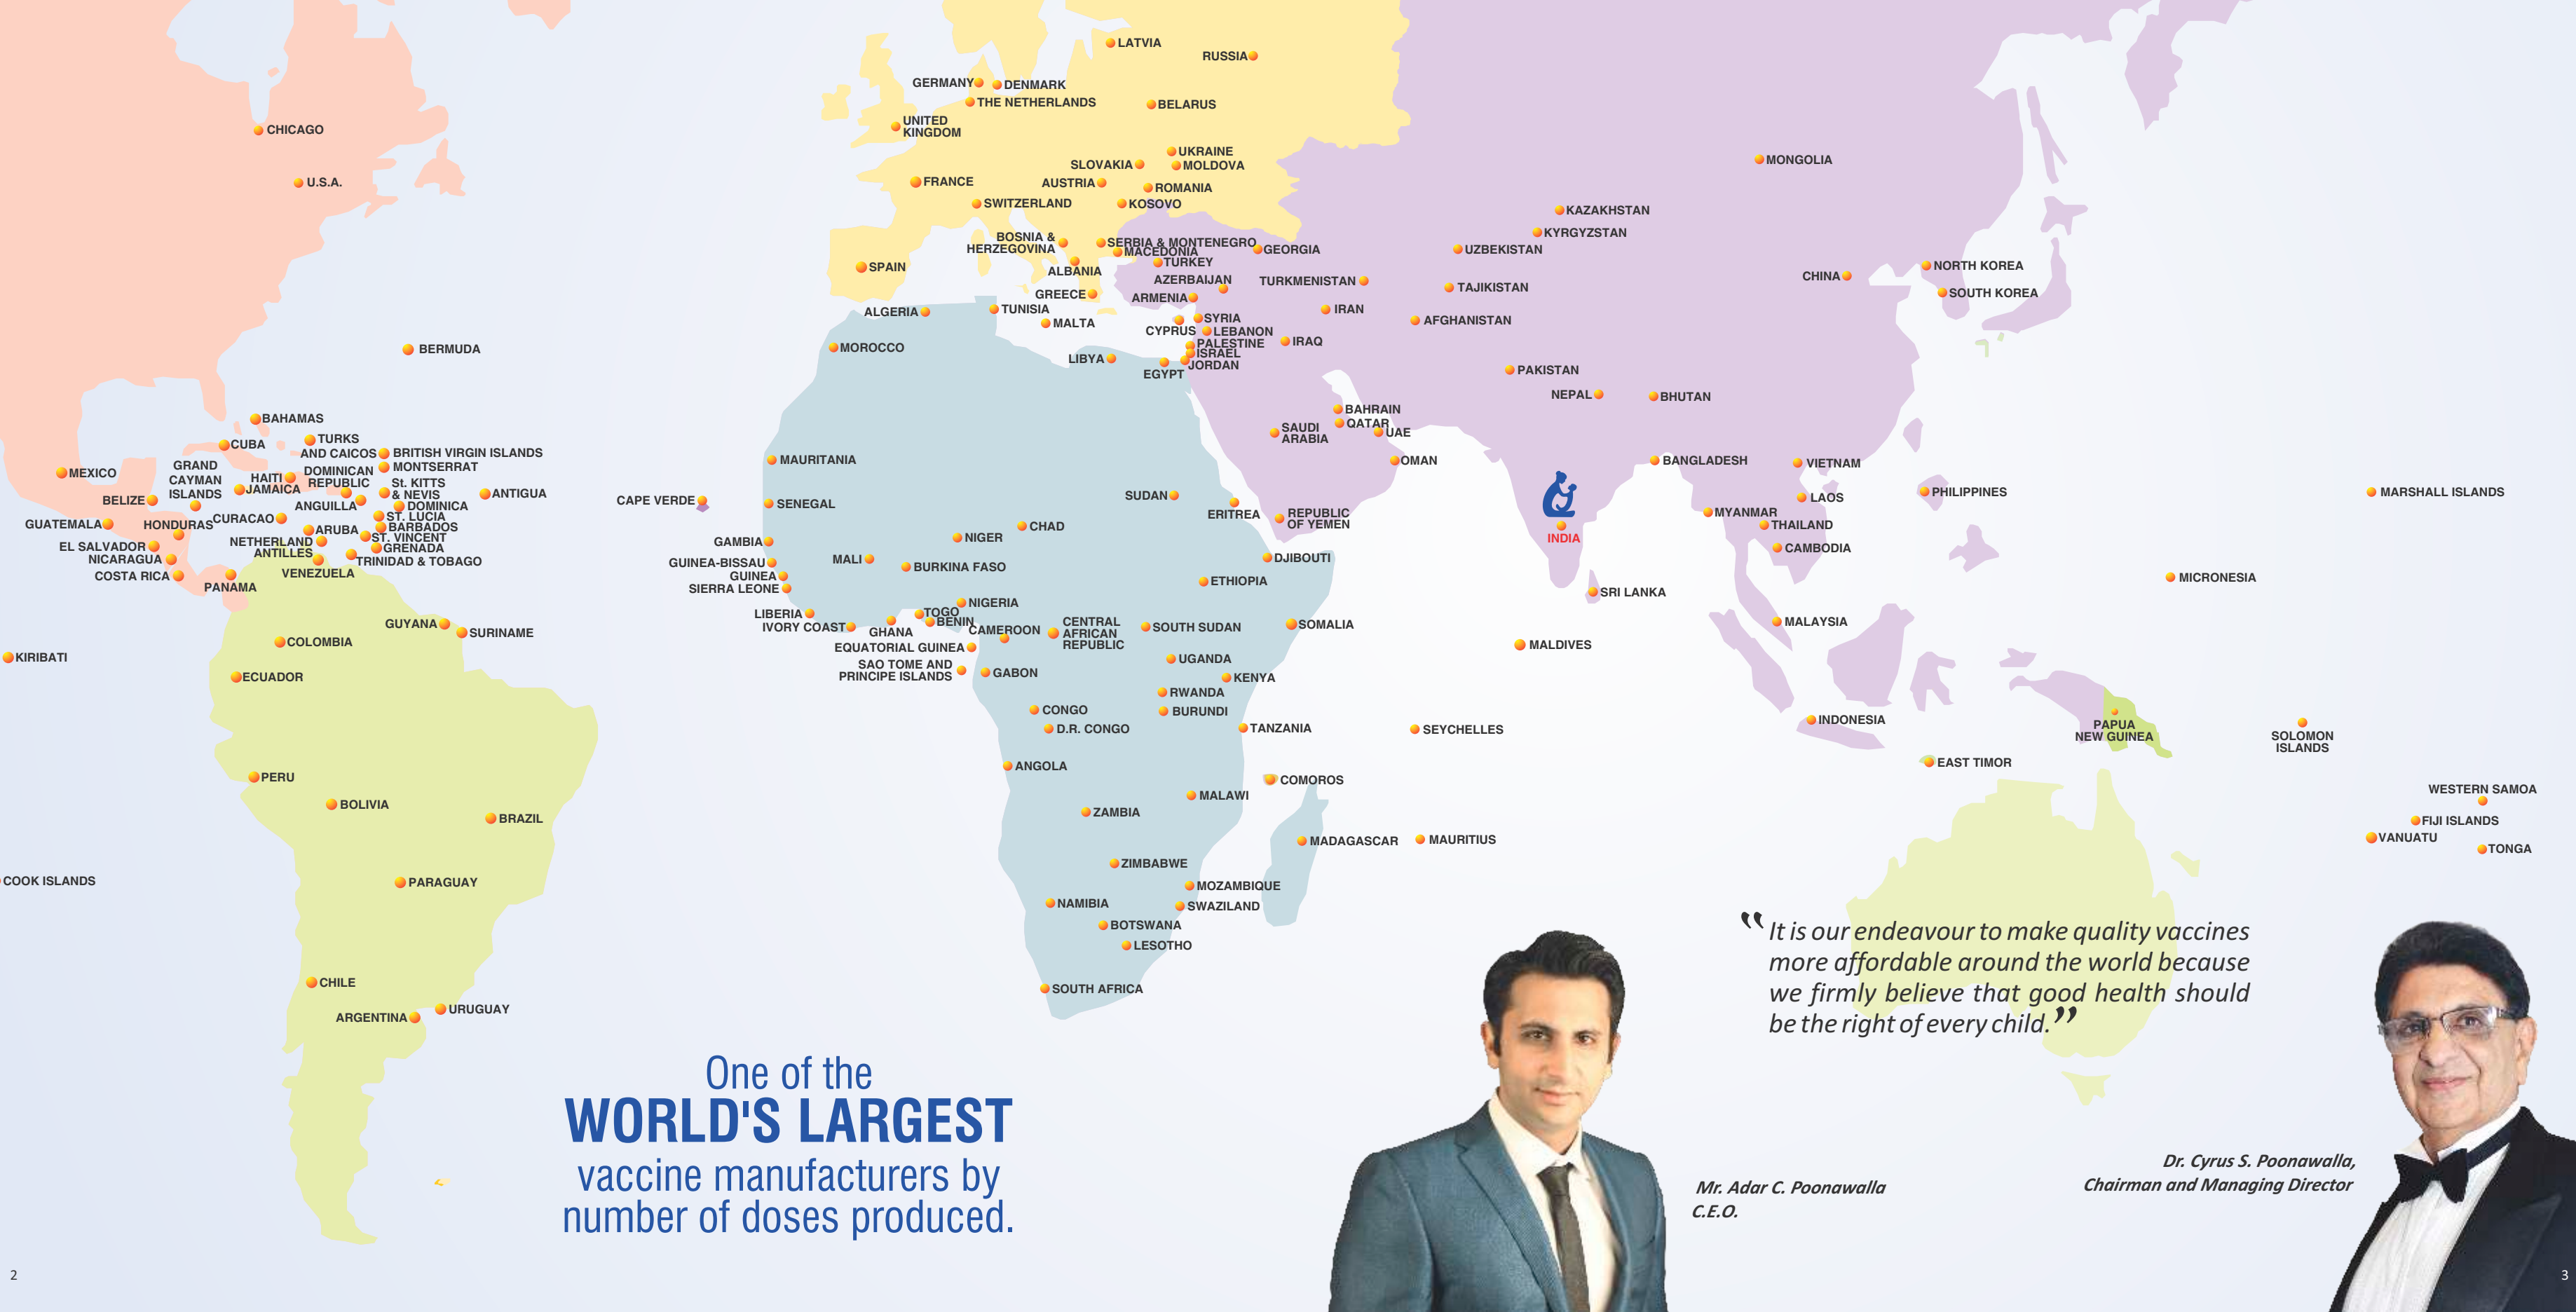 LATVIA
RUSSIA
GERMANY
DENMARK
THE NETHERLANDS
BELARUS
UNITED
KINGDOM
CHICAGO
UKRAINE
SLOVAKIA
MOLDOVA
MONGOLIA
U.S.A.
FRANCE
AUSTRIA
ROMANIA
SWITZERLAND
KOSOVO
KAZAKHSTAN
KYRGYZSTAN
BOSNIA &
HERZEGOVINA
SERBIA & MONTENEGRO
MACEDONIA
GEORGIA
UZBEKISTAN
TURKEY
SPAIN
ALBANIA
NORTH KOREA
CHINA
AZERBAIJAN
TURKMENISTAN
TAJIKISTAN
GREECE
ARMENIA
SOUTH KOREA
ALGERIA
TUNISIA
MALTA
CYPRUS
SYRIA
IRAN
AFGHANISTAN
LEBANON
PALESTINE
IRAQ
BERMUDA
MOROCCO
LIBYA
ISRAEL
JORDAN
EGYPT
PAKISTAN
NEPAL
BHUTAN
BAHAMAS
BAHRAIN
QATAR
SAUDI
ARABIA
UAE
CUBA
TURKS
AND CAICOS
BRITISH VIRGIN ISLANDS
MEXICO
GRAND
CAYMAN
ISLANDS
HAITI
DOMINICAN
REPUBLIC
MONTSERRAT
MAURITANIA
OMAN
BANGLADESH
VIETNAM
JAMAICA
St. KITTS
& NEVIS
ANTIGUA
BELIZE
ANGUILLA
DOMINICA
CAPE VERDE
SENEGAL
SUDAN
ERITREA
LAOS
PHILIPPINES
MARSHALL ISLANDS
GUATEMALA
HONDURAS
CURACAO
ST. LUCIA
BARBADOS
ARUBA
ST. VINCENT
CHAD
REPUBLIC
OF YEMEN
MYANMAR
THAILAND
INDIA
EL SALVADOR
NETHERLAND
ANTILLES
GRENADA
GAMBIA
NIGER
CAMBODIA
NICARAGUA
TRINIDAD & TOBAGO
GUINEA-BISSAU
MALI
BURKINA FASO
DJIBOUTI
COSTA RICA
VENEZUELA
GUINEA
PANAMA
SIERRA LEONE
ETHIOPIA
MICRONESIA
SRI LANKA
NIGERIA
LIBERIA
TOGO
IVORY COAST
GHANA
BENIN
CAMEROON
CENTRAL
AFRICAN
REPUBLIC
SOUTH SUDAN
SOMALIA
MALAYSIA
GUYANA
SURINAME
COLOMBIA
EQUATORIAL GUINEA
MALDIVES
KIRIBATI
SAO TOME AND
PRINCIPE ISLANDS
GABON
UGANDA
ECUADOR
KENYA
RWANDA
CONGO
BURUNDI
D.R. CONGO
TANZANIA
SEYCHELLES
INDONESIA
PAPUA
NEW GUINEA
SOLOMON
ISLANDS
ANGOLA
EAST TIMOR
PERU
COMOROS
WESTERN SAMOA
BOLIVIA
MALAWI
BRAZIL
ZAMBIA
FIJI ISLANDS
VANUATU
TONGA
MADAGASCAR
MAURITIUS
ZIMBABWE
COOK ISLANDS
PARAGUAY
MOZAMBIQUE
NAMIBIA
SWAZILAND
BOTSWANA
LESOTHO
CHILE
SOUTH AFRICA
URUGUAY
ARGENTINA
“It is our endeavour to make quality vaccines
more affordable around the world because
we firmly believe that good health should
be the right of every child.”
One of the
WORLD'S LARGEST
vaccine manufacturers by
number of doses produced.
Mr. Adar C. Poonawalla
C.E.O.
Dr. Cyrus S. Poonawalla,
Chairman and Managing Director
2
3